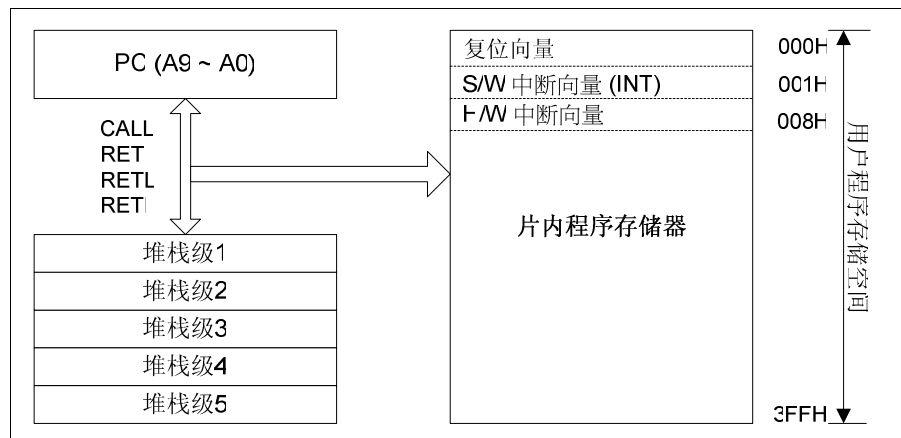 PC (A9 ~ A0)
CALL
RET
RETL
RETI
堆栈级1
堆栈级2
堆栈级3
堆栈级4
堆栈级5
复位向量
000H
S/W 中断向量 (INT)
001H
H/W 中断向量
008H
片内程序存储器
3FFH
用户程序存储空间